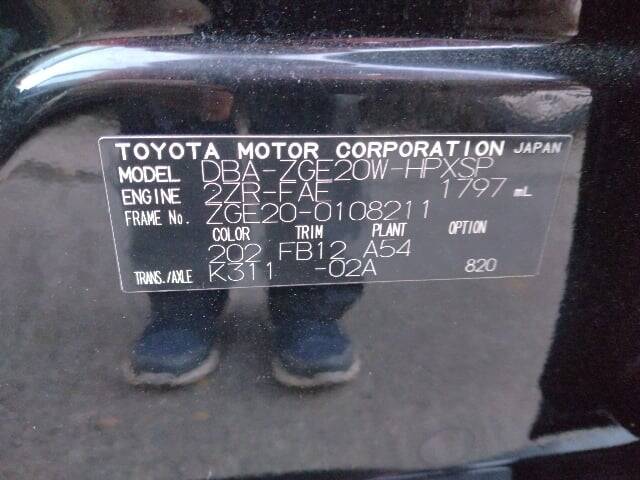 TOYOTA MOTOR CORPORATION JAPAN
MODEL DBA-ZGE20W-HPXSP
ENGINE 2ZR-FAE 1797 mL
FRAME No. ZGE20-0108211
COLOR TRIM PLANT OPTION
202 FB12 A54
TRANS./AXLE K311 -02A 820